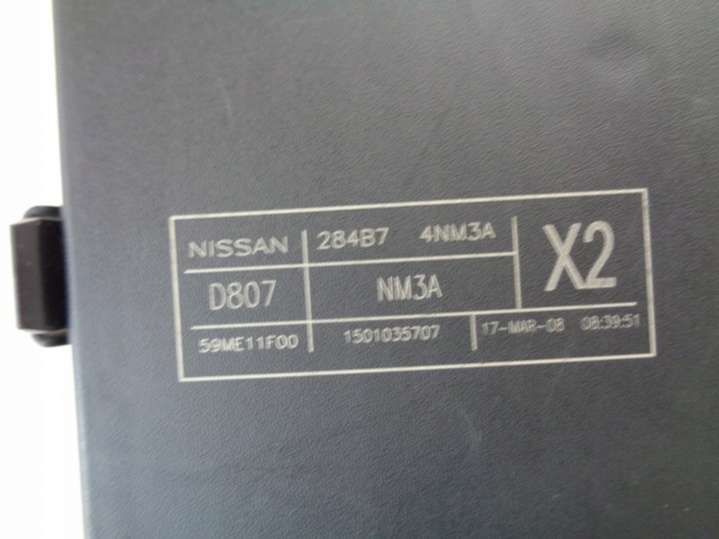 NISSAN 284B7 4NM3A X2
D807 NM3A
59ME11F00 1501035707 17-MAR-08 08:39:51